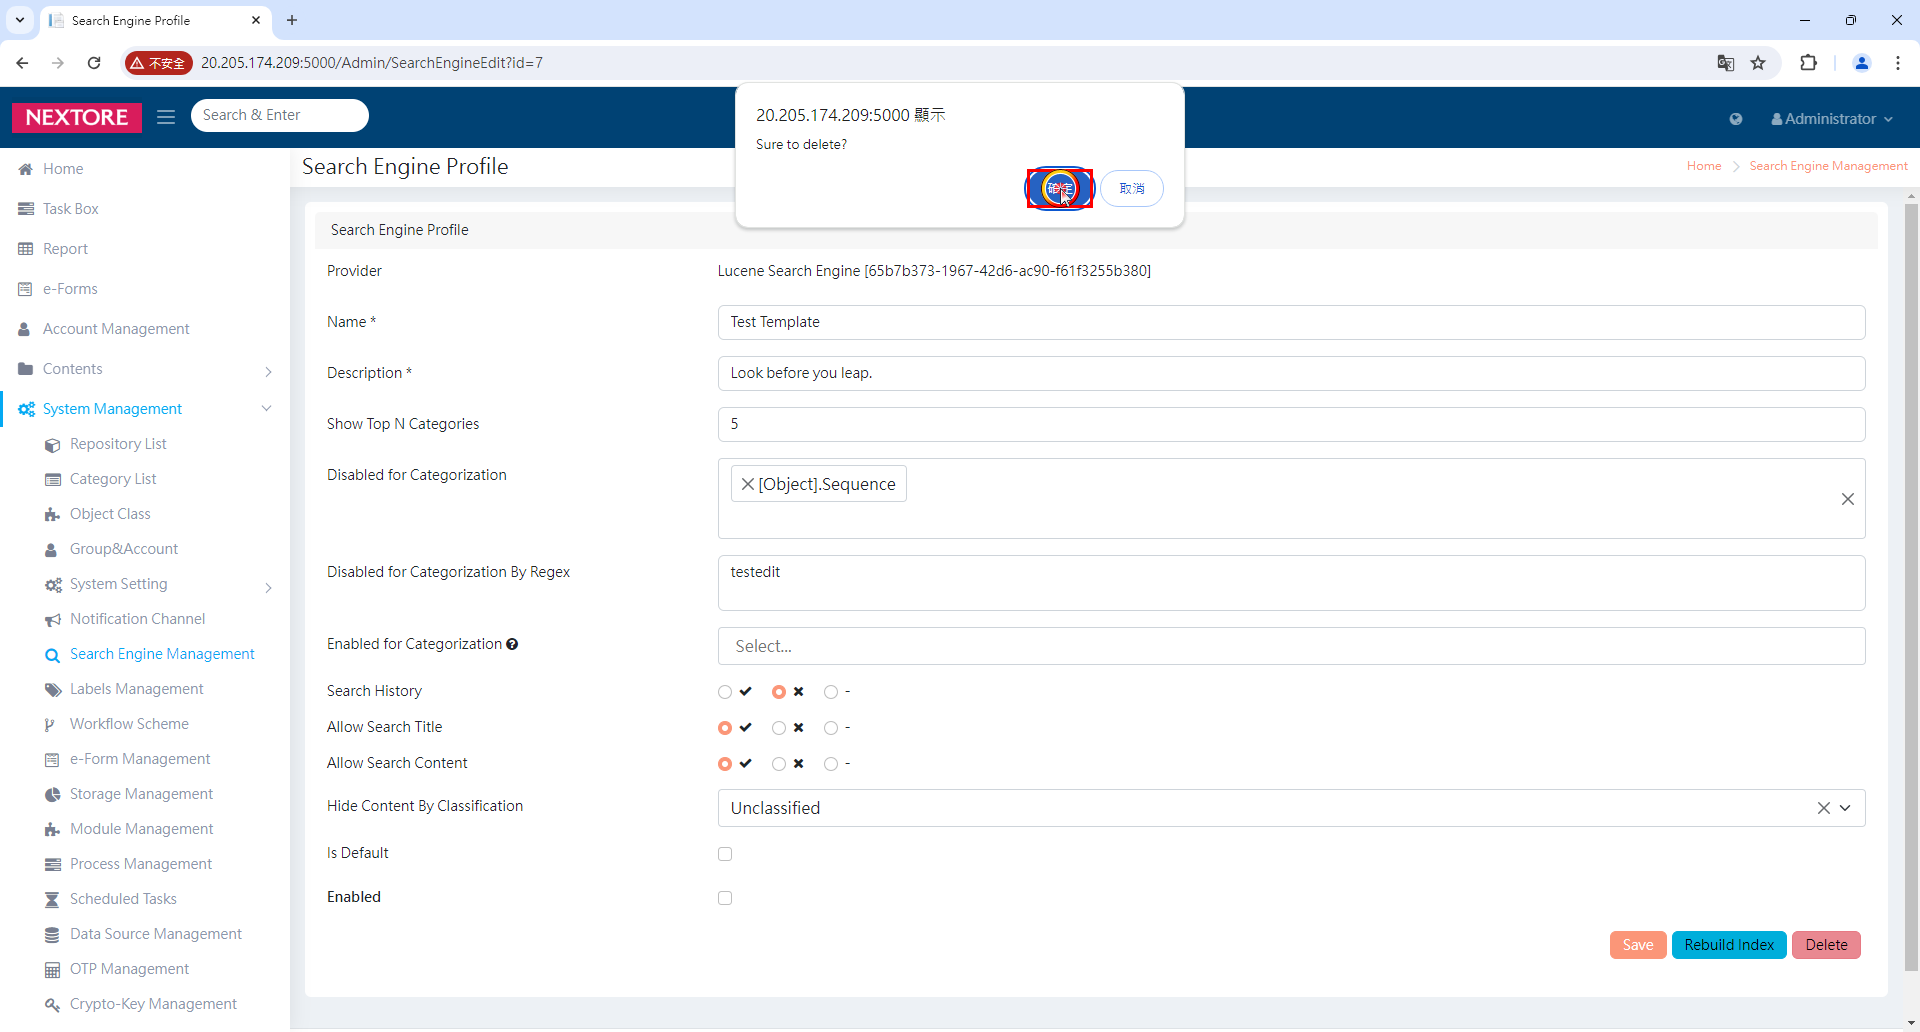 Search Engine Profile
不安全
20.205.174.209:5000/Admin/SearchEngineEdit?id=7
NEXTORE
Search & Enter
Administrator
20.205.174.209:5000 顯示
Sure to delete?
確定
取消
Home
Task Box
Report
e-Forms
Account Management
Contents
System Management
Repository List
Category List
Object Class
Group&Account
System Setting
Notification Channel
Search Engine Management
Labels Management
Workflow Scheme
e-Form Management
Storage Management
Module Management
Process Management
Scheduled Tasks
Data Source Management
OTP Management
Crypto-Key Management
Search Engine Profile
Home
Search Engine Management
Search Engine Profile
Provider
Lucene Search Engine [65b7b373-1967-42d6-ac90-f61f3255b380]
Name *
Test Template
Description *
Look before you leap.
Show Top N Categories
5
Disabled for Categorization
[Object].Sequence
Disabled for Categorization By Regex
testedit
Enabled for Categorization
Select...
Search History
-
Allow Search Title
-
Allow Search Content
-
Hide Content By Classification
Unclassified
Is Default
Enabled
Save
Rebuild Index
Delete